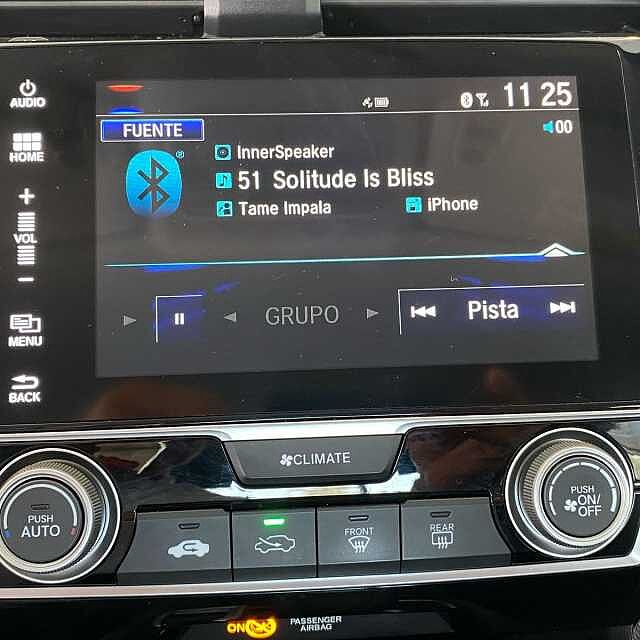 AUDIO
11 25
FUENTE
00
HOME
InnerSpeaker
51 Solitude Is Bliss
Tame Impala
iPhone
+
VOL
−
GRUPO
Pista
MENU
BACK
CLIMATE
PUSH
AUTO
FRONT
REAR
PUSH
ON/
OFF
ON
PASSENGER
AIRBAG